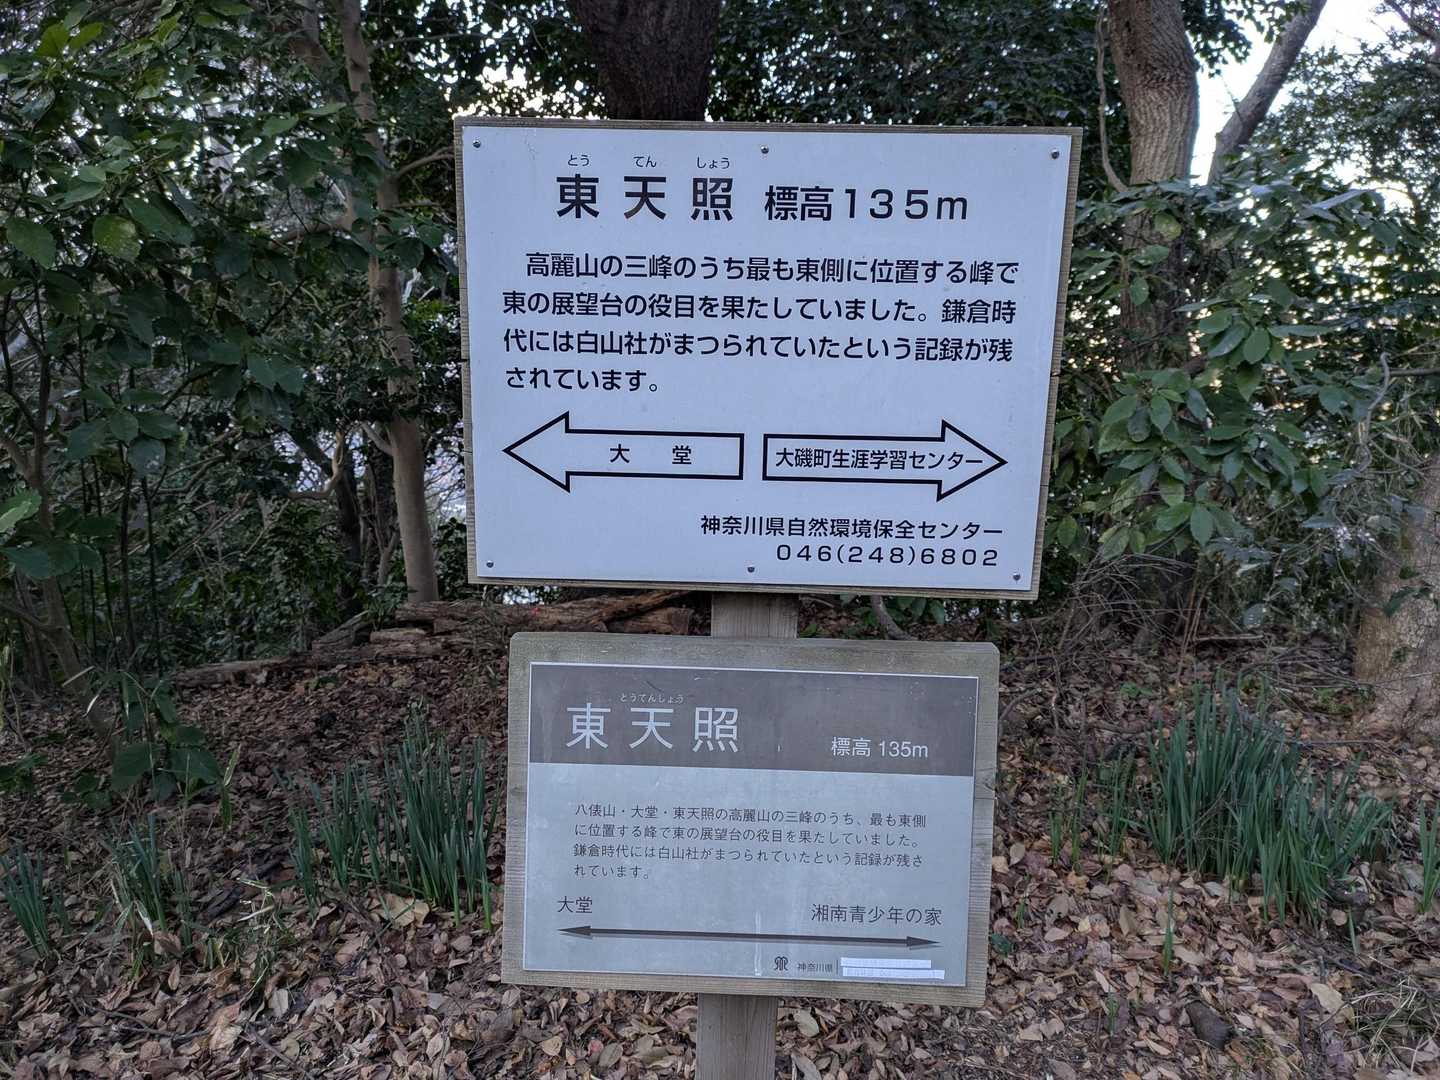 とう てん しょう
東天照 標高135m
高麗山の三峰のうち最も東側に位置する峰で
東の展望台の役目を果たしていました。鎌倉時
代には白山社がまつられていたという記録が残
されています。
大 堂 大磯町生涯学習センター
神奈川県自然環境保全センター
046(248)6802
とうてんしょう
東天照 標高 135m
八俵山・大堂・東天照の高麗山の三峰のうち、最も東側
に位置する峰で東の展望台の役目を果たしていました。
鎌倉時代には白山社がまつられていたという記録が残さ
れています。
大堂 湘南青少年の家
神奈川県